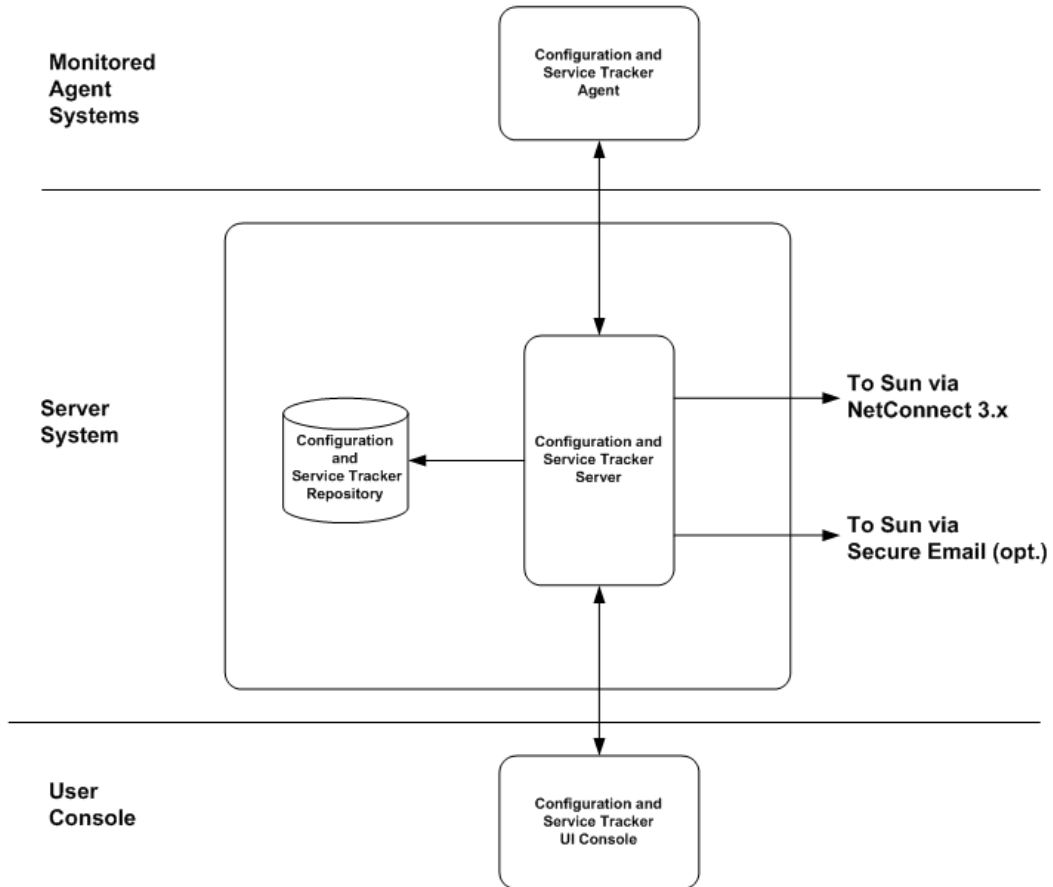 Monitored
Agent
Systems
Configuration and
Service Tracker
Agent
Server
System
Configuration
and
Service Tracker
Repository
Configuration and
Service Tracker
Server
To Sun via
NetConnect 3.x
To Sun via
Secure Email (opt.)
User
Console
Configuration and
Service Tracker
UI Console